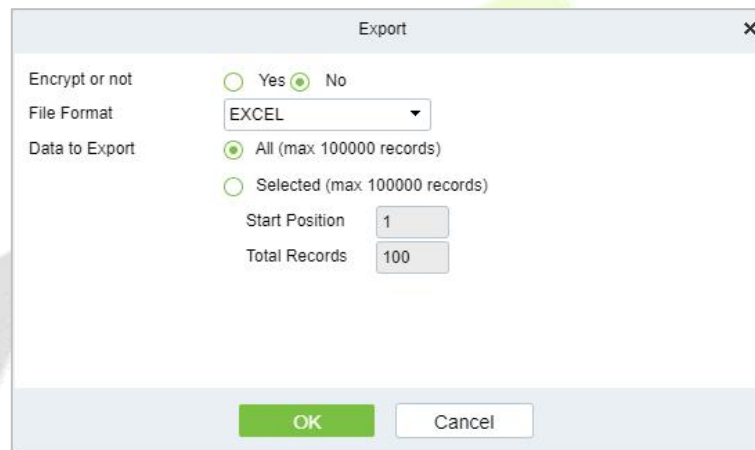 Export
Encrypt or not Yes No
File Format EXCEL
Data to Export All (max 100000 records)
Selected (max 100000 records)
Start Position 1
Total Records 100
OK Cancel